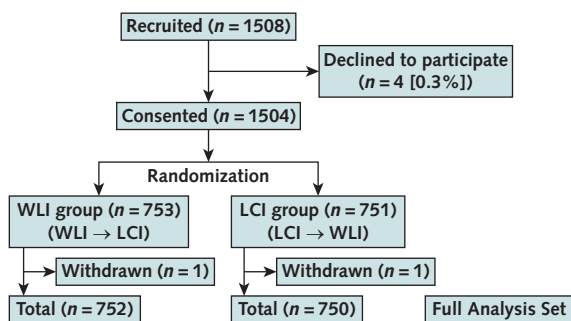 Recruited (n = 1508)
Declined to participate
(n = 4 [0.3%])
Consented (n = 1504)
Randomization
WLI group (n = 753)
(WLI → LCI)
LCI group (n = 751)
(LCI → WLI)
Withdrawn (n = 1)
Withdrawn (n = 1)
Total (n = 752)
Total (n = 750)
Full Analysis Set